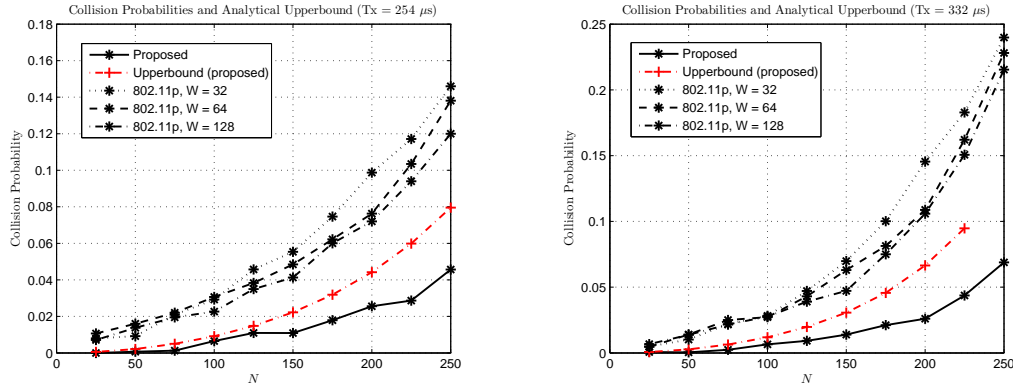 Collision Probabilities and Analytical Upperbound (Tx = 254 μs)
0.18
0.16
0.14
0.12
0.1
0.08
0.06
0.04
0.02
0
Collision Probability
Proposed
Upperbound (proposed)
802.11p, W = 32
802.11p, W = 64
802.11p, W = 128
0 50 100 150 200 250
N
Collision Probabilities and Analytical Upperbound (Tx = 332 μs)
0.25
0.2
0.15
0.1
0.05
0
Collision Probability
Proposed
Upperbound (proposed)
802.11p, W = 32
802.11p, W = 64
802.11p, W = 128
0 50 100 150 200 250
N